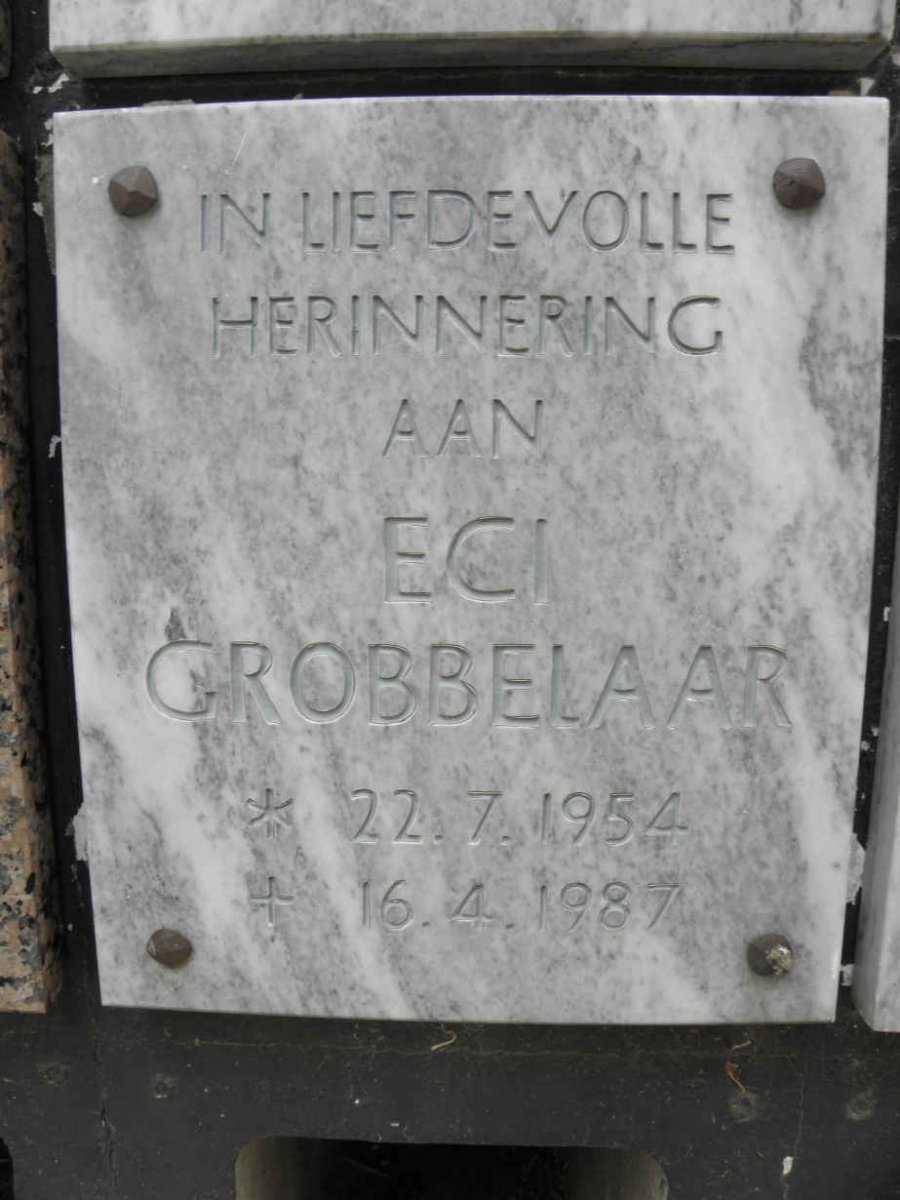 IN LIEFDEVOLLE
HERINNERING
AAN
ECI
GROBBELAAR
* 22.7.1954
+ 16.4.1987